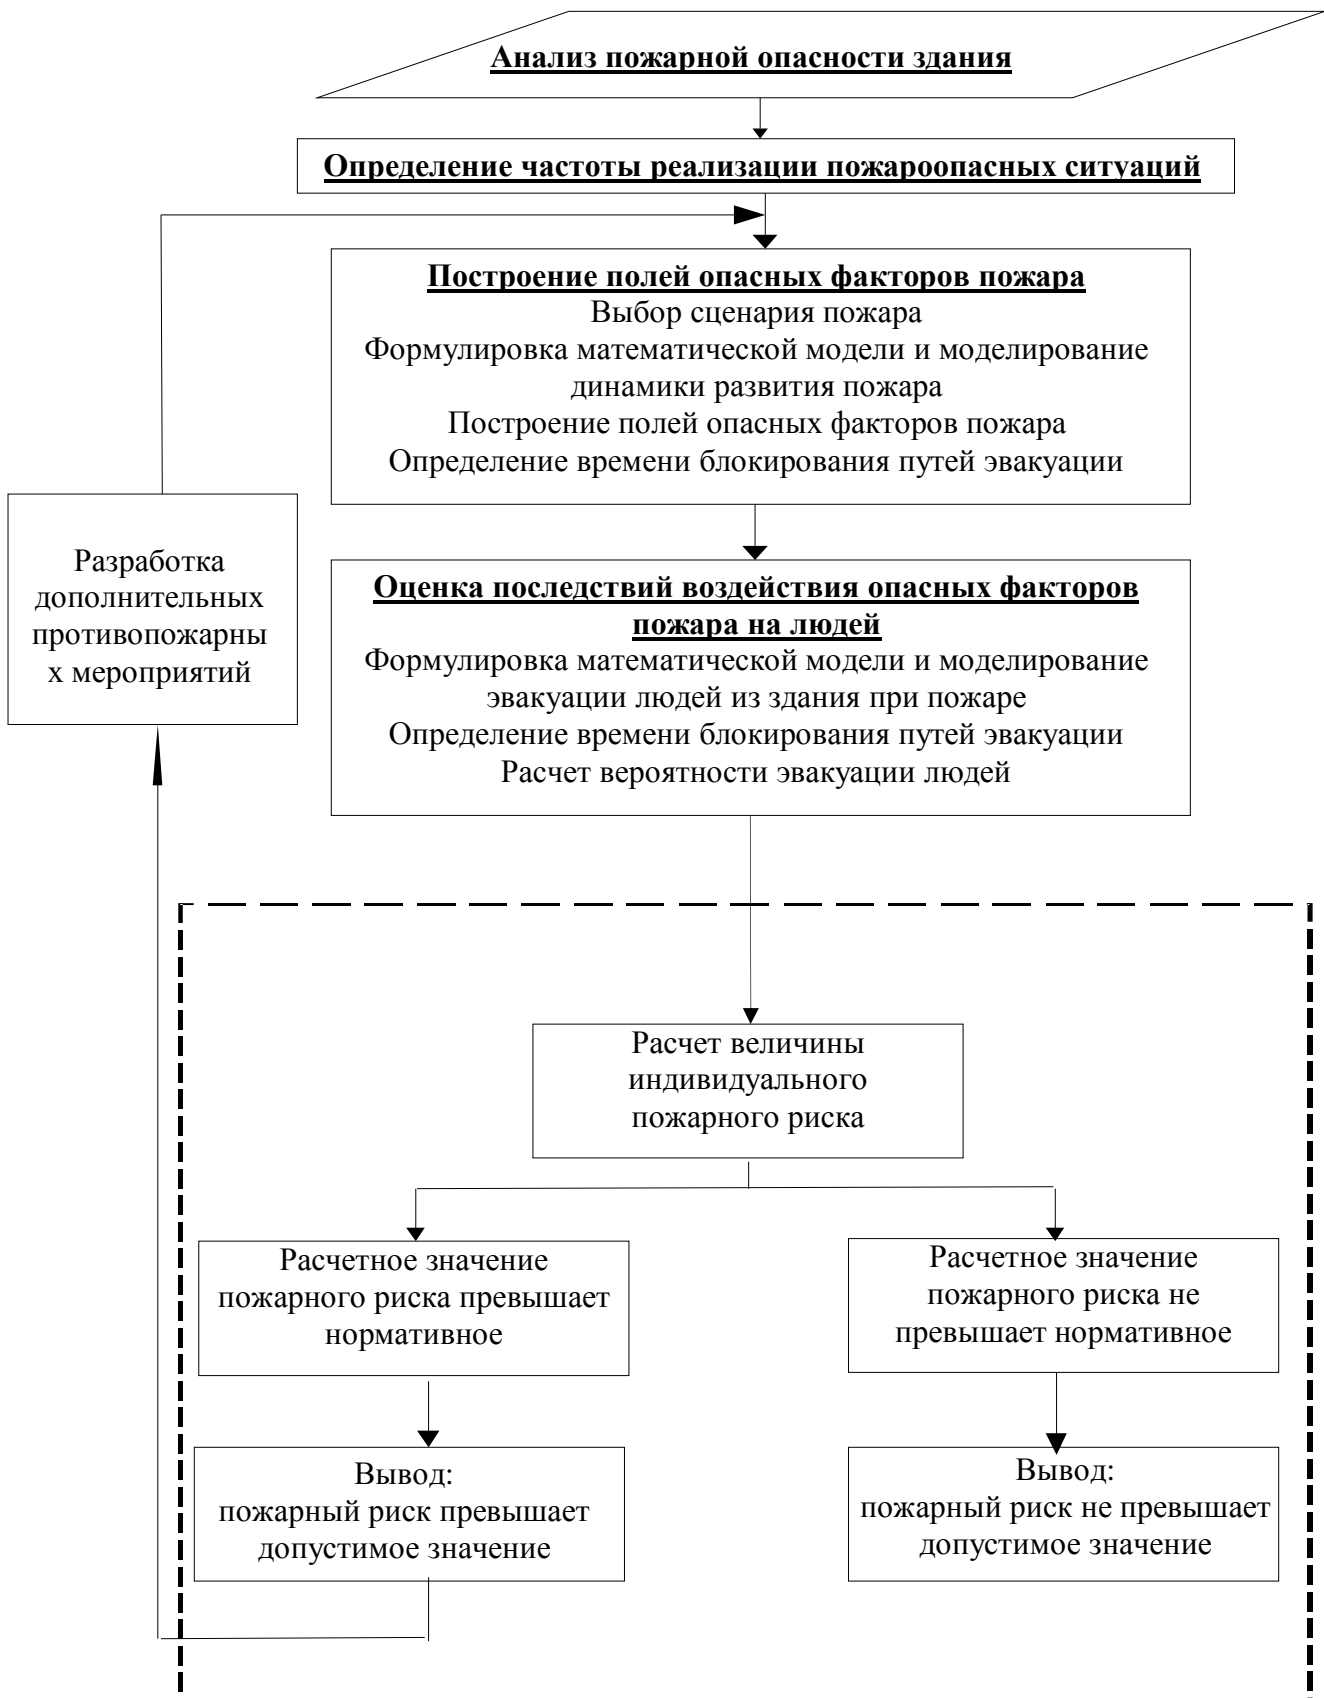 Анализ пожарной опасности здания
Определение частоты реализации пожароопасных ситуаций
Построение полей опасных факторов пожара
Выбор сценария пожара
Формулировка математической модели и моделирование
динамики развития пожара
Построение полей опасных факторов пожара
Определение времени блокирования путей эвакуации
Разработка
дополнительных
противопожарны
х мероприятий
Оценка последствий воздействия опасных факторов
пожара на людей
Формулировка математической модели и моделирование
эвакуации людей из здания при пожаре
Определение времени блокирования путей эвакуации
Расчет вероятности эвакуации людей
Расчет величины
индивидуального
пожарного риска
Расчетное значение
пожарного риска превышает
нормативное
Расчетное значение
пожарного риска не
превышает нормативное
Вывод:
пожарный риск превышает
допустимое значение
Вывод:
пожарный риск не превышает
допустимое значение